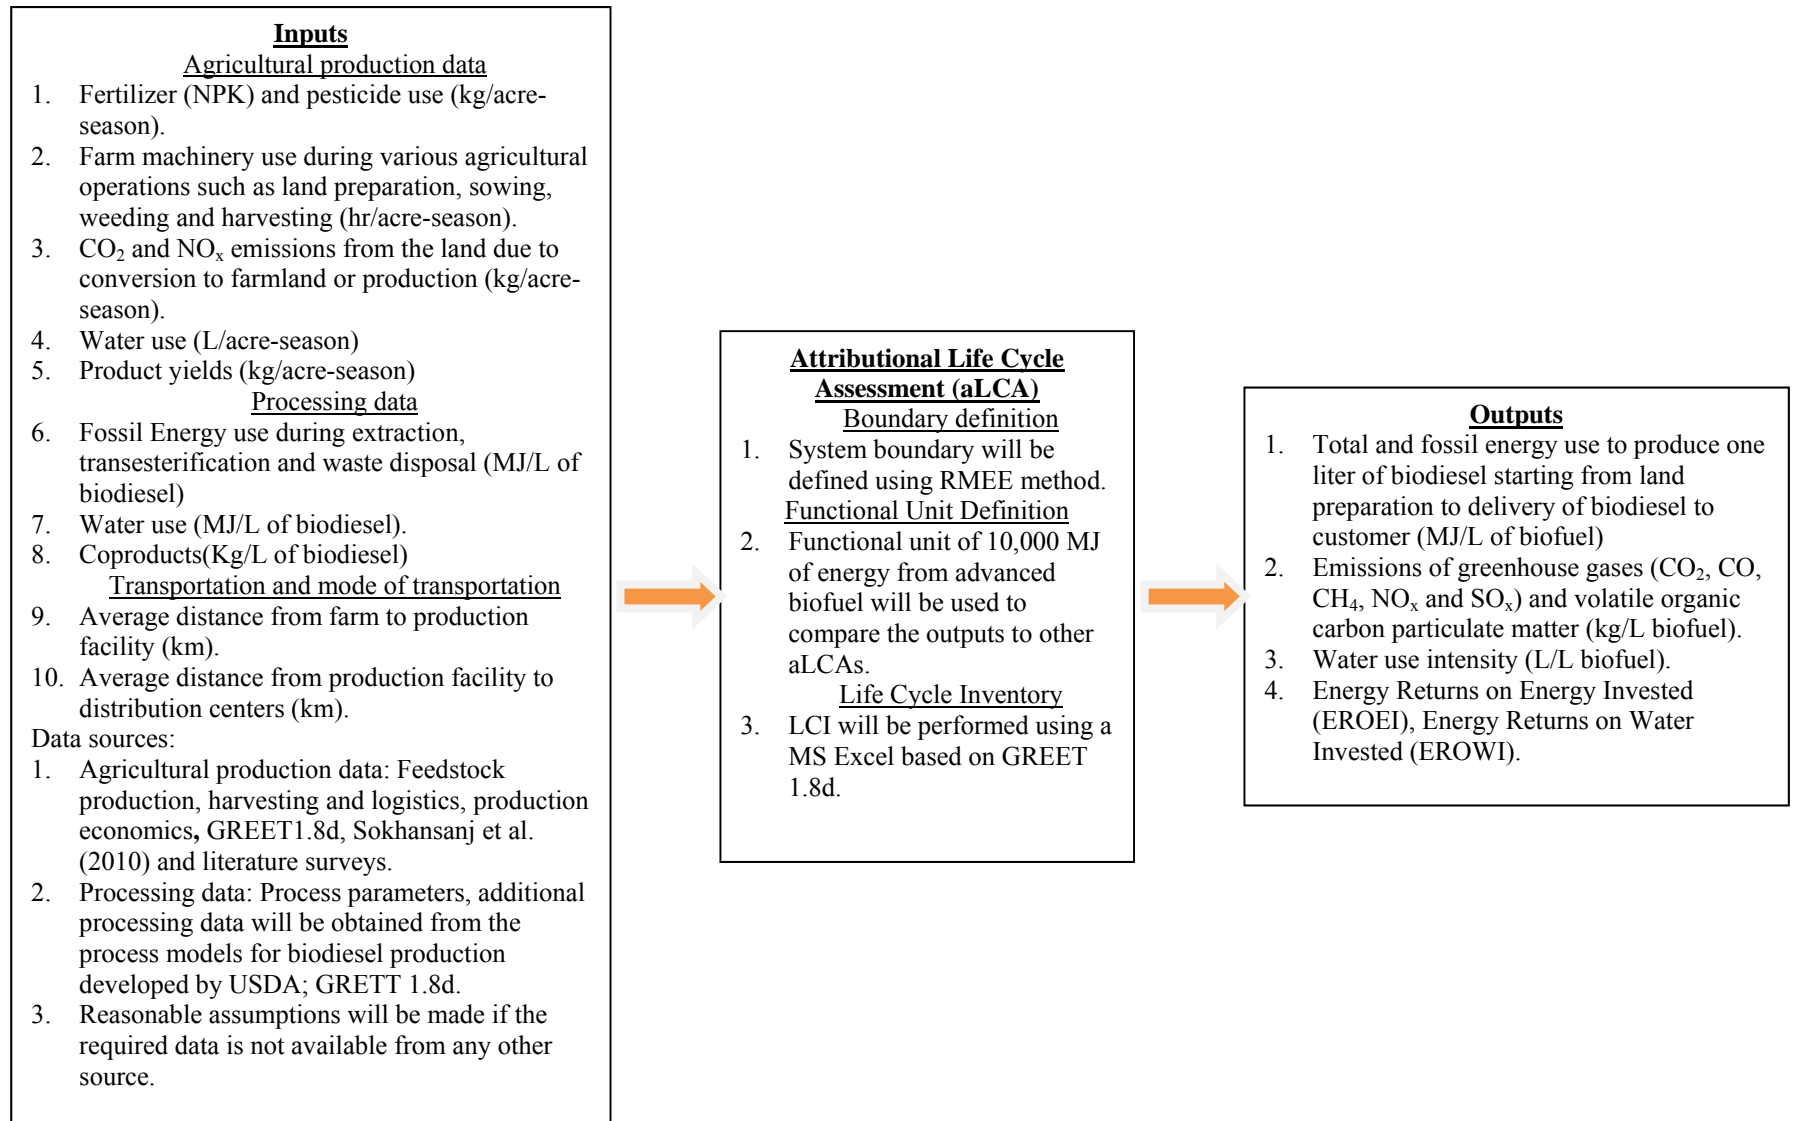 Inputs
Agricultural production data
1. Fertilizer (NPK) and pesticide use (kg/acre-
season).
2. Farm machinery use during various agricultural
operations such as land preparation, sowing,
weeding and harvesting (hr/acre-season).
3. CO₂ and NOₓ emissions from the land due to
conversion to farmland or production (kg/acre-
season).
4. Water use (L/acre-season)
5. Product yields (kg/acre-season)
Processing data
6. Fossil Energy use during extraction,
transesterification and waste disposal (MJ/L of
biodiesel)
7. Water use (MJ/L of biodiesel).
8. Coproducts(Kg/L of biodiesel)
Transportation and mode of transportation
9. Average distance from farm to production
facility (km).
10. Average distance from production facility to
distribution centers (km).
Data sources:
1. Agricultural production data: Feedstock
production, harvesting and logistics, production
economics, GREET1.8d, Sokhansanj et al.
(2010) and literature surveys.
2. Processing data: Process parameters, additional
processing data will be obtained from the
process models for biodiesel production
developed by USDA; GRETT 1.8d.
3. Reasonable assumptions will be made if the
required data is not available from any other
source.
Attributional Life Cycle
Assessment (aLCA)
Boundary definition
1. System boundary will be
defined using RMEE method.
Functional Unit Definition
2. Functional unit of 10,000 MJ
of energy from advanced
biofuel will be used to
compare the outputs to other
aLCAs.
Life Cycle Inventory
3. LCI will be performed using a
MS Excel based on GREET
1.8d.
Outputs
1. Total and fossil energy use to produce one
liter of biodiesel starting from land
preparation to delivery of biodiesel to
customer (MJ/L of biofuel)
2. Emissions of greenhouse gases (CO₂, CO,
CH₄, NOₓ and SOₓ) and volatile organic
carbon particulate matter (kg/L biofuel).
3. Water use intensity (L/L biofuel).
4. Energy Returns on Energy Invested
(EROEI), Energy Returns on Water
Invested (EROWI).